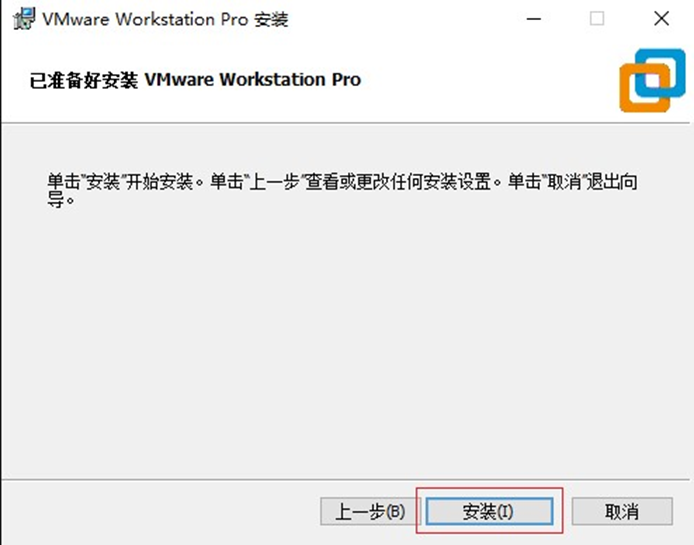 VMware Workstation Pro 安装
已准备好安装 VMware Workstation Pro
单击“安装”开始安装。单击“上一步”查看或更改任何安装设置。单击“取消”退出向
导。
上一步(B) 安装(I) 取消